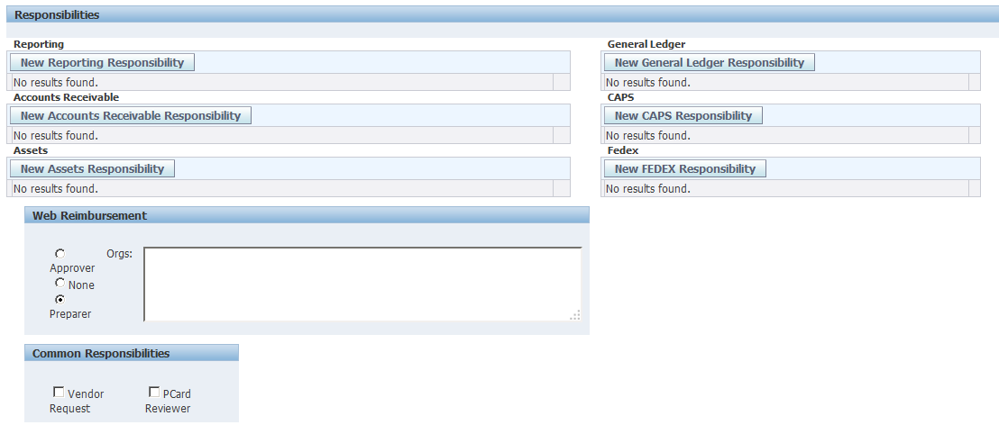 Responsibilities
Reporting
New Reporting Responsibility
No results found.
General Ledger
New General Ledger Responsibility
No results found.
Accounts Receivable
New Accounts Receivable Responsibility
No results found.
CAPS
New CAPS Responsibility
No results found.
Assets
New Assets Responsibility
No results found.
Fedex
New FEDEX Responsibility
No results found.
Web Reimbursement
Approver
None
Preparer
Orgs:
Common Responsibilities
Vendor
Request
PCard
Reviewer